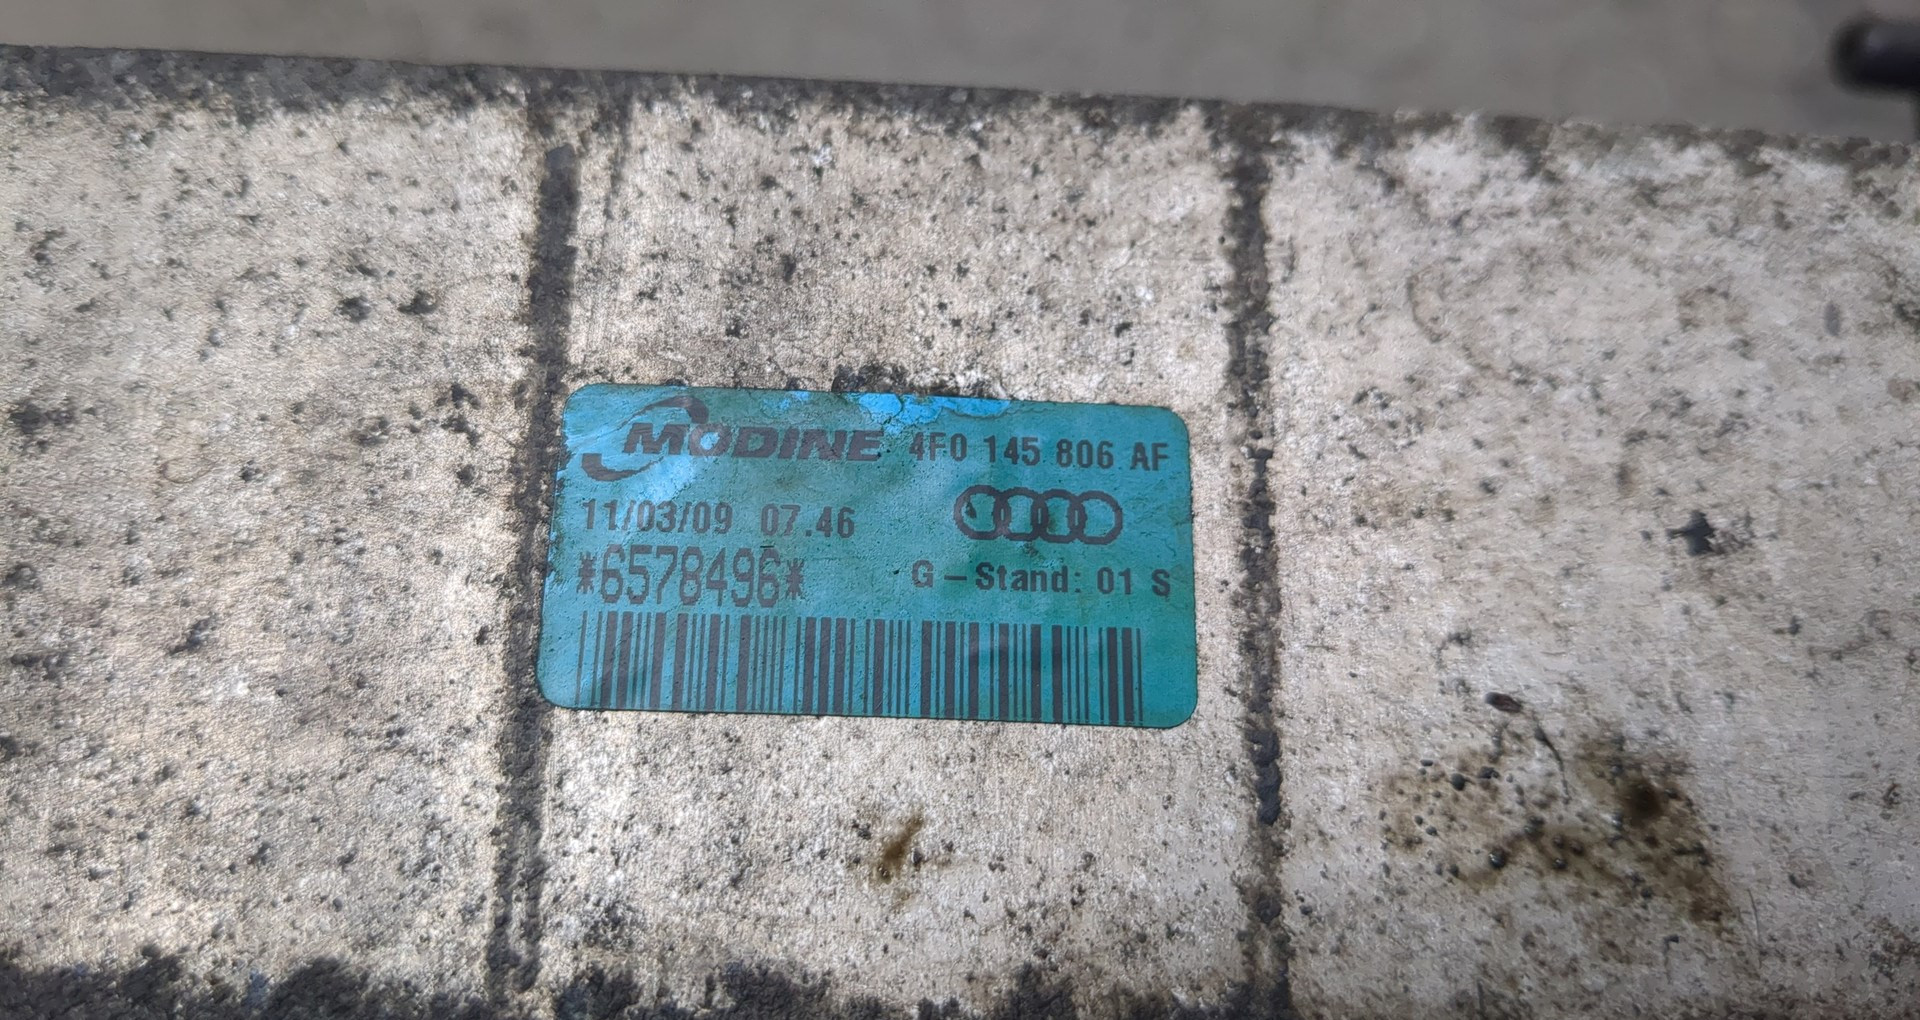 MODINE 4F0 145 806 AF
11/03/09 07.46
*6578496*
G – Stand: 01 S